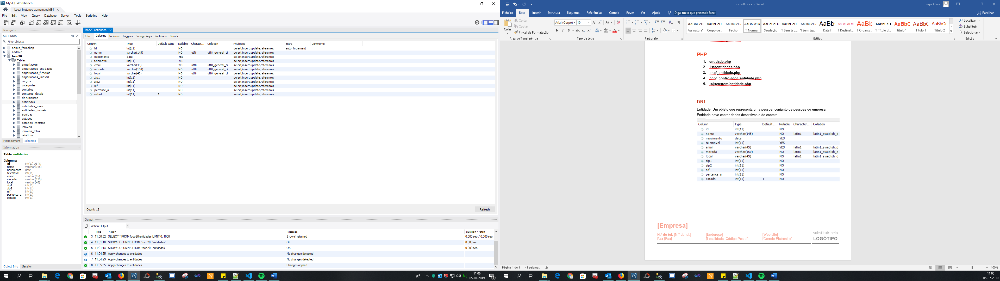 MySQL Workbench
Local instance wampmysqld64
File Edit View Query Database Server Tools Scripting Help
Navigator
SCHEMAS
Filter objects
admin_fariashop
android
foco20
Tables
angariacoes
angariacoes_entidades
angariacoes_ficheiros
angariacoes_imoveis
cargos
categorias
contatos
contatos_details
documentos
entidades
entidades_assoc
entidades_imoveis
equipas
estados
estados_contatos
imoveis
imoveis_fotos
relations
Management Schemas
Information
Table: entidades
Columns:
id int(11) AI PK
nome varchar(145)
nascimento date
telemovel int(11)
email varchar(45)
morada varchar(150)
local varchar(45)
zip1 int(11)
zip2 int(11)
nif int(11)
pertence_a int(11)
estado int(11)
Object Info Session
foco20.entidades
Info Columns Indexes Triggers Foreign keys Partitions Grants
Column Type Default Value Nullable Charact... Collation Privileges Extra Comments
id int(11) NO select,insert,update,references auto_increment
nome varchar(145) NO utf8 utf8_general_ci select,insert,update,references
nascimento date YES select,insert,update,references
telemovel int(11) YES select,insert,update,references
email varchar(45) YES utf8 utf8_general_ci select,insert,update,references
morada varchar(150) NO utf8 utf8_general_ci select,insert,update,references
local varchar(45) NO utf8 utf8_general_ci select,insert,update,references
zip1 int(11) NO select,insert,update,references
zip2 int(11) NO select,insert,update,references
nif int(11) NO select,insert,update,references
pertence_a int(11) NO select,insert,update,references
estado int(11) 1 NO select,insert,update,references
Count: 12
Refresh
Output
Action Output
Time Action Message Duration / Fetch
3 11:00:52 SELECT * FROM foco20.entidades LIMIT 0, 1000 3 row(s) returned 0.000 sec / 0.000 sec
4 11:01:10 SHOW COLUMNS FROM `foco20`.`entidades` OK 0.000 sec
5 11:01:14 SHOW COLUMNS FROM `foco20`.`entidades` OK 0.000 sec
6 11:04:25 Apply changes to entidades No changes detected
7 11:04:29 Apply changes to entidades No changes detected
8 11:05:55 Apply changes to entidades Changes applied
11:06
05-07-2019
foco20.docx - Word
Tiago Alves
Ficheiro Base Inserir Estrutura Esquema Referências Correio Rever Ver Ajuda Diga-me o que pretende fazer Partilhar
Colar
Cortar
Copiar
Pincel de Formatação
Área de Transferência
Arial (Corpo) 10
N I S abc x₂ x²
Tipo de Letra
Parágrafo
AaBbCcD AaBbCcD AaBbCcDc AaBbCcDc AaBbCcDc AaBbCcDc AaBbCcDc AaBb AaBbCcDd AaBb AaBbCcD AaBbC AaBbC AaBbCc
Assinatura1 Corpo de... Fecho ¶ Normal Saudação ¶ Sem Esp... ¶ Sem Esp... Data1 ¶ Destinat... ¶ Organiz... ¶ Título d... título 1 Título 1 Título 2
Estilos
Localizar
Substituir
Selecionar
Edição
PHP
1. entidade.php
2. listaentidades.php
3. php/_entidade.php
4. php/_controlador_entidade.php
5. js/jscustom/entidade.php
DB1
Entidade. Um objeto que representa uma pessoa, conjunto de pessoas ou empresa.
Entidade deve conter dados descritivos e de contato.
Column Type Default ... Nullable Character... Collation
id int(11) NO
nome varchar(145) NO latin1 latin1_swedish_d
nascimento date YES
telemovel int(11) YES
email varchar(45) YES latin1 latin1_swedish_d
morada varchar(150) NO latin1 latin1_swedish_d
local varchar(45) NO latin1 latin1_swedish_d
zip1 int(11) NO
zip2 int(11) NO
nif int(11) NO
pertence_a int(11) NO
estado int(11) 1 NO
[Empresa]
N.º de tel. [N.º de tel.] [Endereço] [Web site]
Fax [Fax] [Localidade, Código Postal] [Correio Eletrónico]
substituir pelo
LOGÓTIPO
Página 1 de 1 41 palavras
100%
11:06
05-07-2019